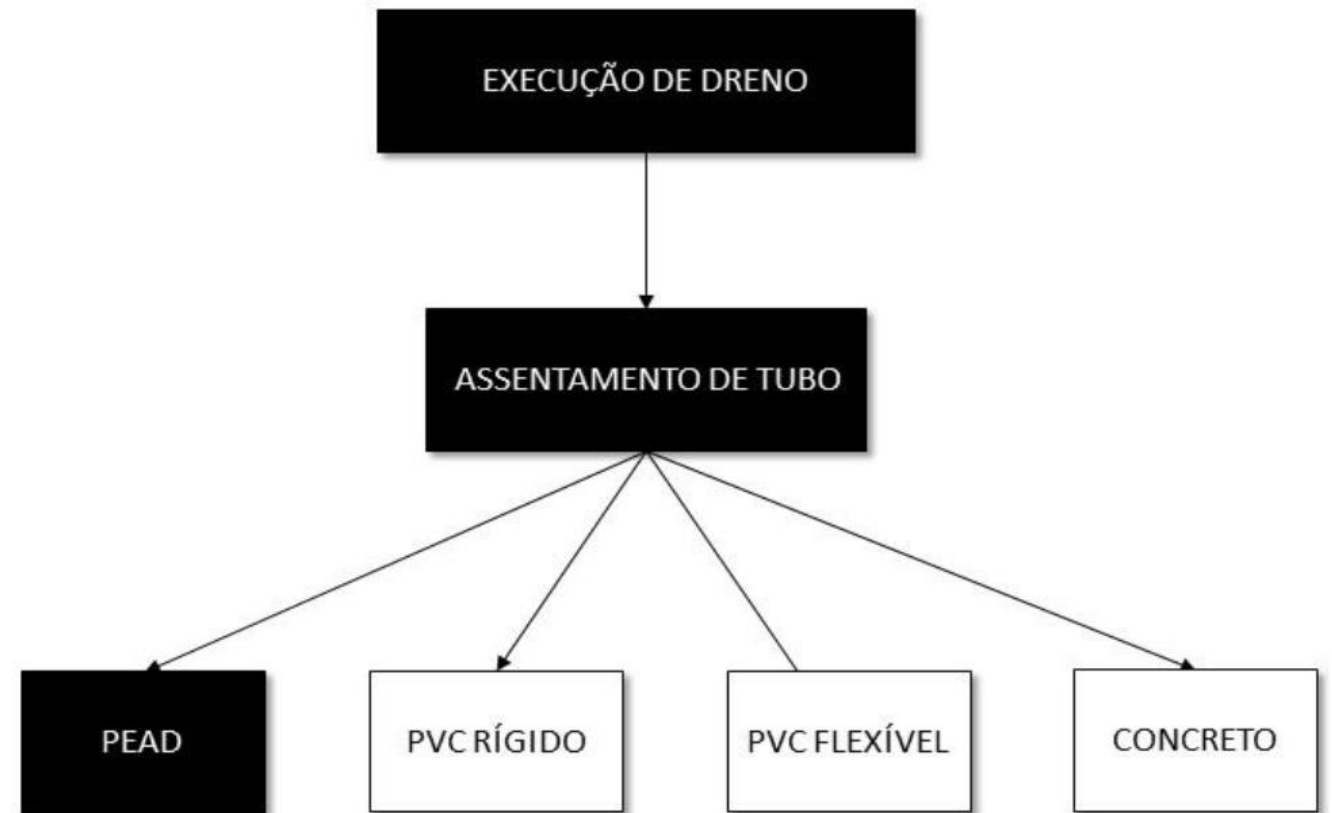 EXECUÇÃO DE DRENO
ASSENTAMENTO DE TUBO
PEAD
PVC RÍGIDO
PVC FLEXÍVEL
CONCRETO